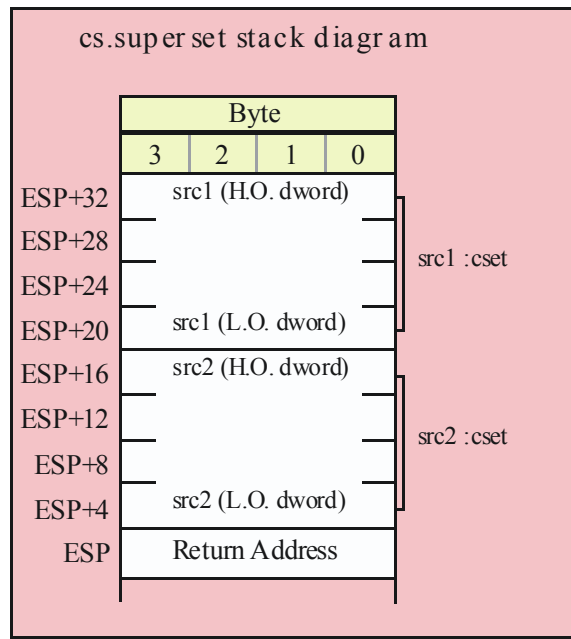 cs.superset stack diagram
Byte
3 2 1 0
ESP+32 src1 (H.O. dword)
ESP+28
src1 :cset
ESP+24
ESP+20 src1 (L.O. dword)
ESP+16 src2 (H.O. dword)
ESP+12
src2 :cset
ESP+8
ESP+4 src2 (L.O. dword)
ESP Return Address